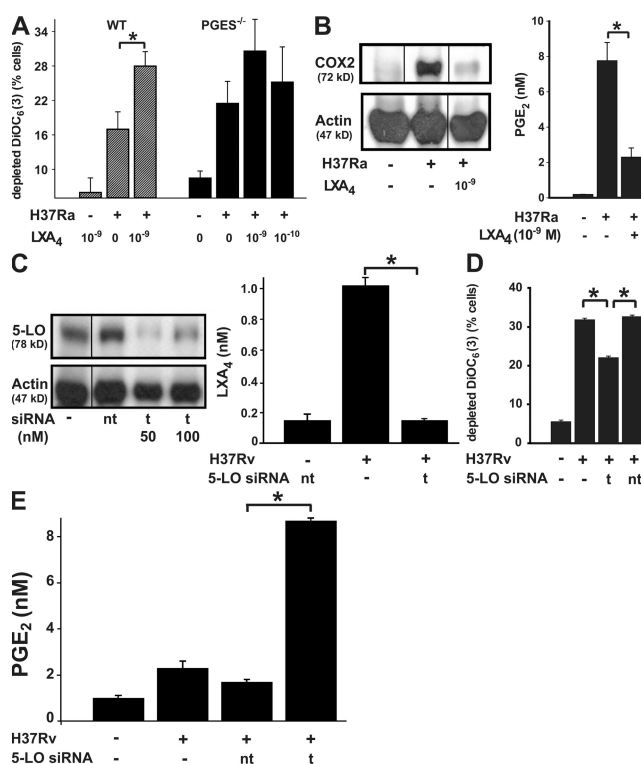 A
depleted DiOC6(3) (% cells)
34
28
22
16
10
WT
*
PGES-/-
H37Ra - + + - + + +
LXA4 10-9 0 10-9 0 0 10-9 10-10
B
COX2
(72 kD)
Actin
(47 kD)
H37Ra - + +
LXA4 - - 10-9
PGE2 (nM)
10
8
6
4
2
0
*
H37Ra - + +
LXA4 (10-9 M) - - +
C
5-LO
(78 kD)
Actin
(47 kD)
siRNA - nt t t
(nM) 50 100
LXA4 (nM)
1.0
0.8
0.6
0.4
0.2
0
*
H37Rv - + +
5-LO siRNA nt - t
D
depleted DiOC6(3) (% cells)
40
30
20
10
0
* *
H37Rv - + + +
5-LO siRNA - - t nt
E
PGE2 (nM)
8
6
4
2
0
*
H37Rv - + + +
5-LO siRNA - - nt t